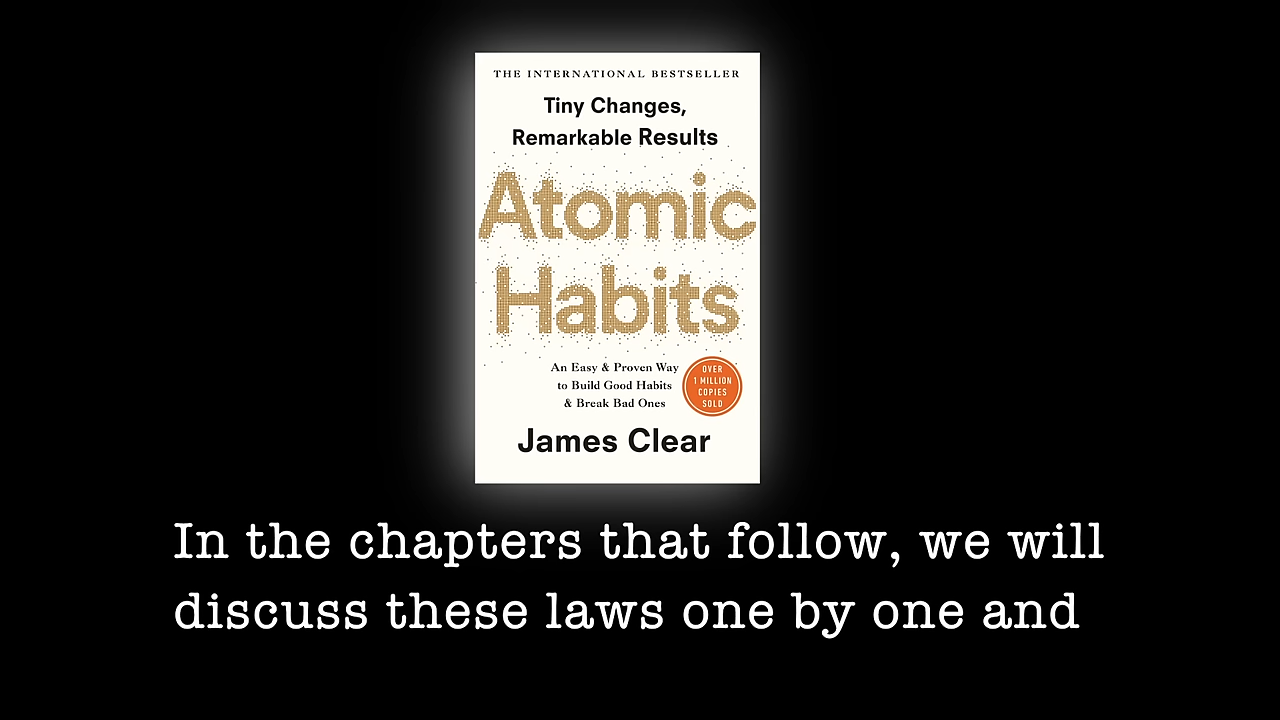 THE INTERNATIONAL BESTSELLER
Tiny Changes,
Remarkable Results
Atomic
Habits
An Easy & Proven Way
to Build Good Habits
& Break Bad Ones
OVER
1 MILLION
COPIES
SOLD
James Clear
In the chapters that follow, we will
discuss these laws one by one and